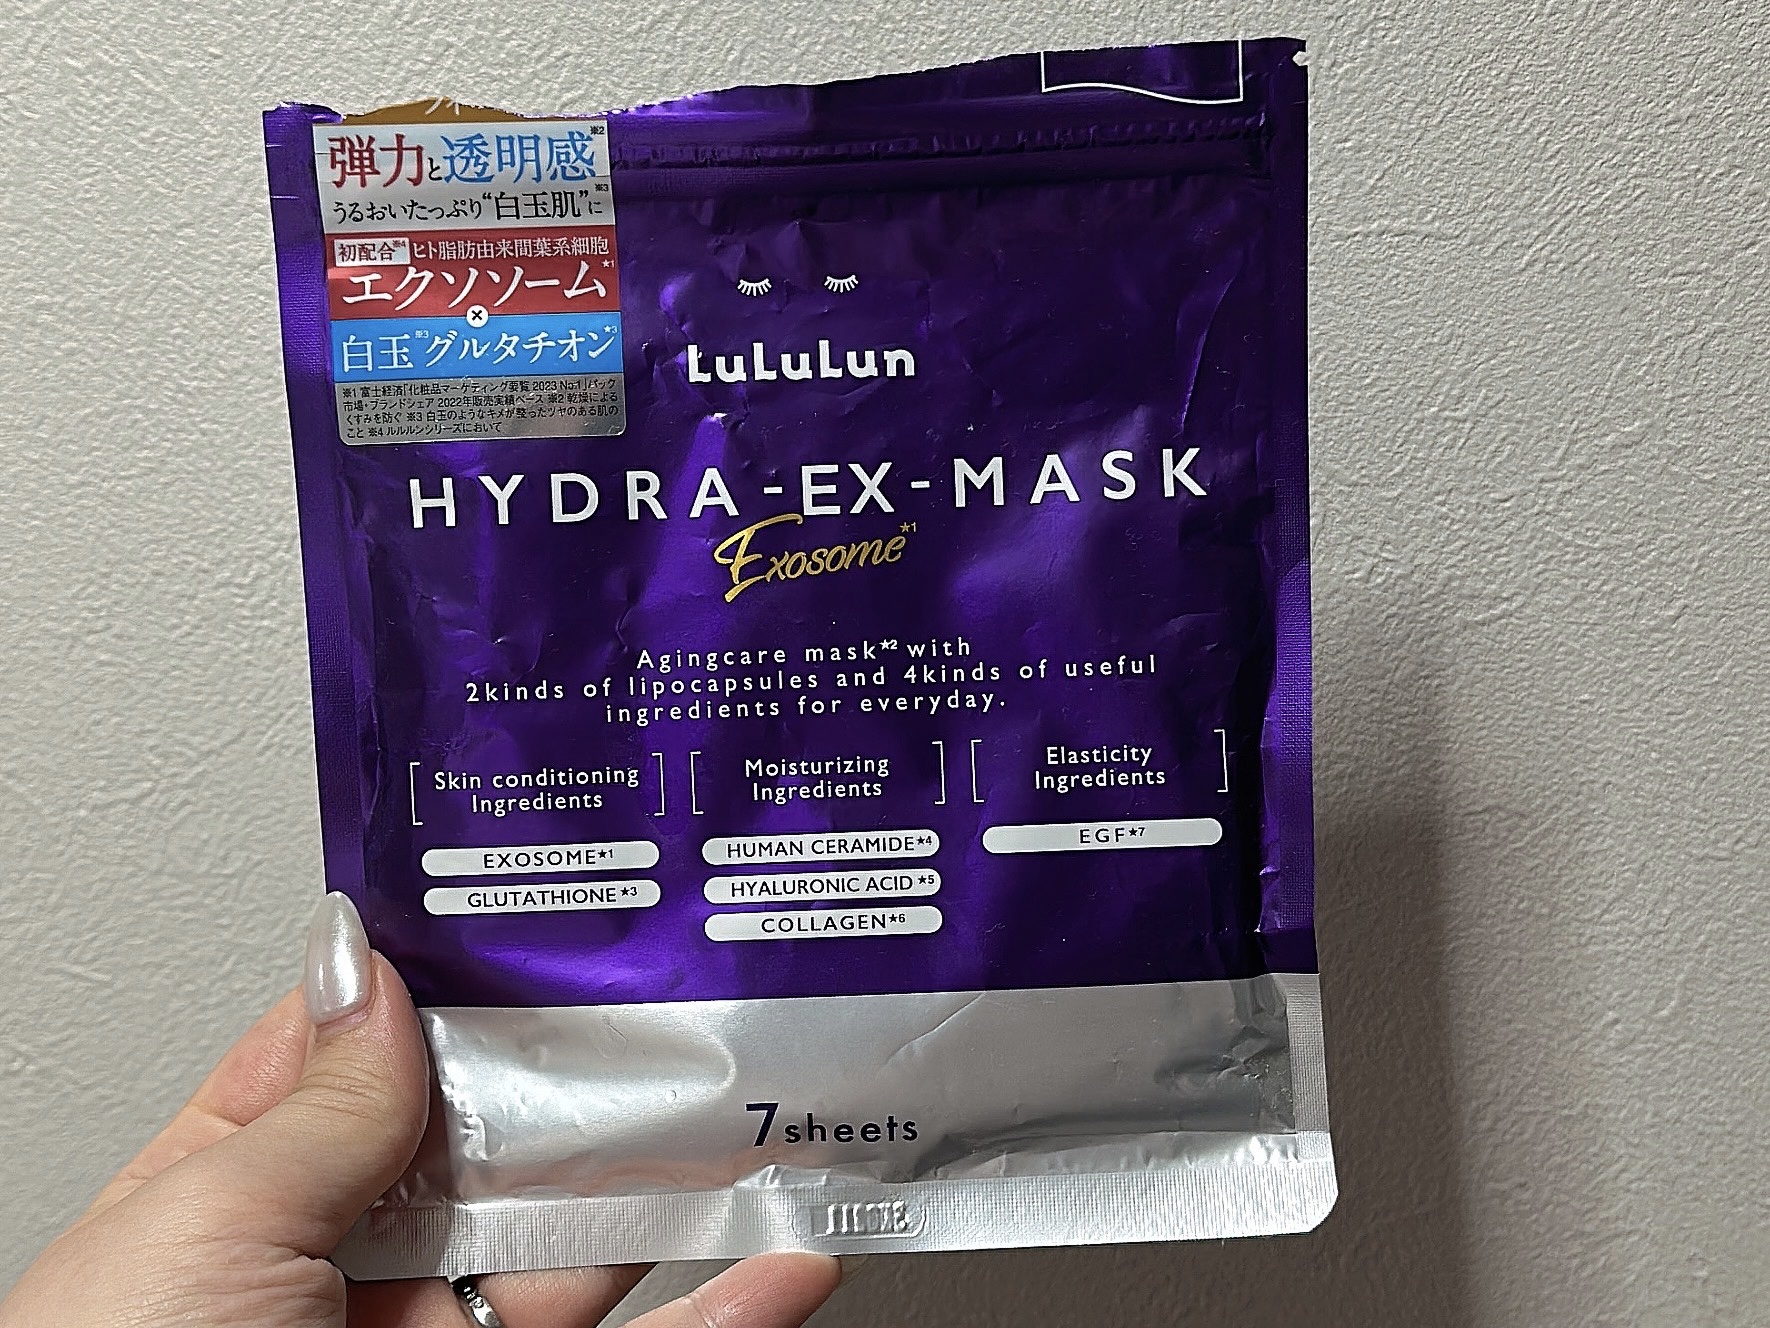 弾力と透明感※2
うるおいたっぷり“白玉肌”※3に
初配合※4 ヒト脂肪由来間葉系細胞
エクソソーム★1
×
白玉※3グルタチオン★3
※1 富士経済「化粧品マーケティング要覧 2023 No.1」パック
市場・ブランドシェア 2022年販売実績ベース ※2 乾燥による
くすみを防ぐ ※3 白玉のようなキメが整ったツヤのある肌の
こと ※4 ルルルンシリーズにおいて
LuLuLun
HYDRA-EX-MASK
Exosome★1
Agingcare mask★2 with
2kinds of lipocapsules and 4kinds of useful
ingredients for everyday.
Skin conditioning
Ingredients
EXOSOME★1
GLUTATHIONE★3
Moisturizing
Ingredients
HUMAN CERAMIDE★4
HYALURONIC ACID★5
COLLAGEN★6
Elasticity
Ingredients
EGF★7
7sheets